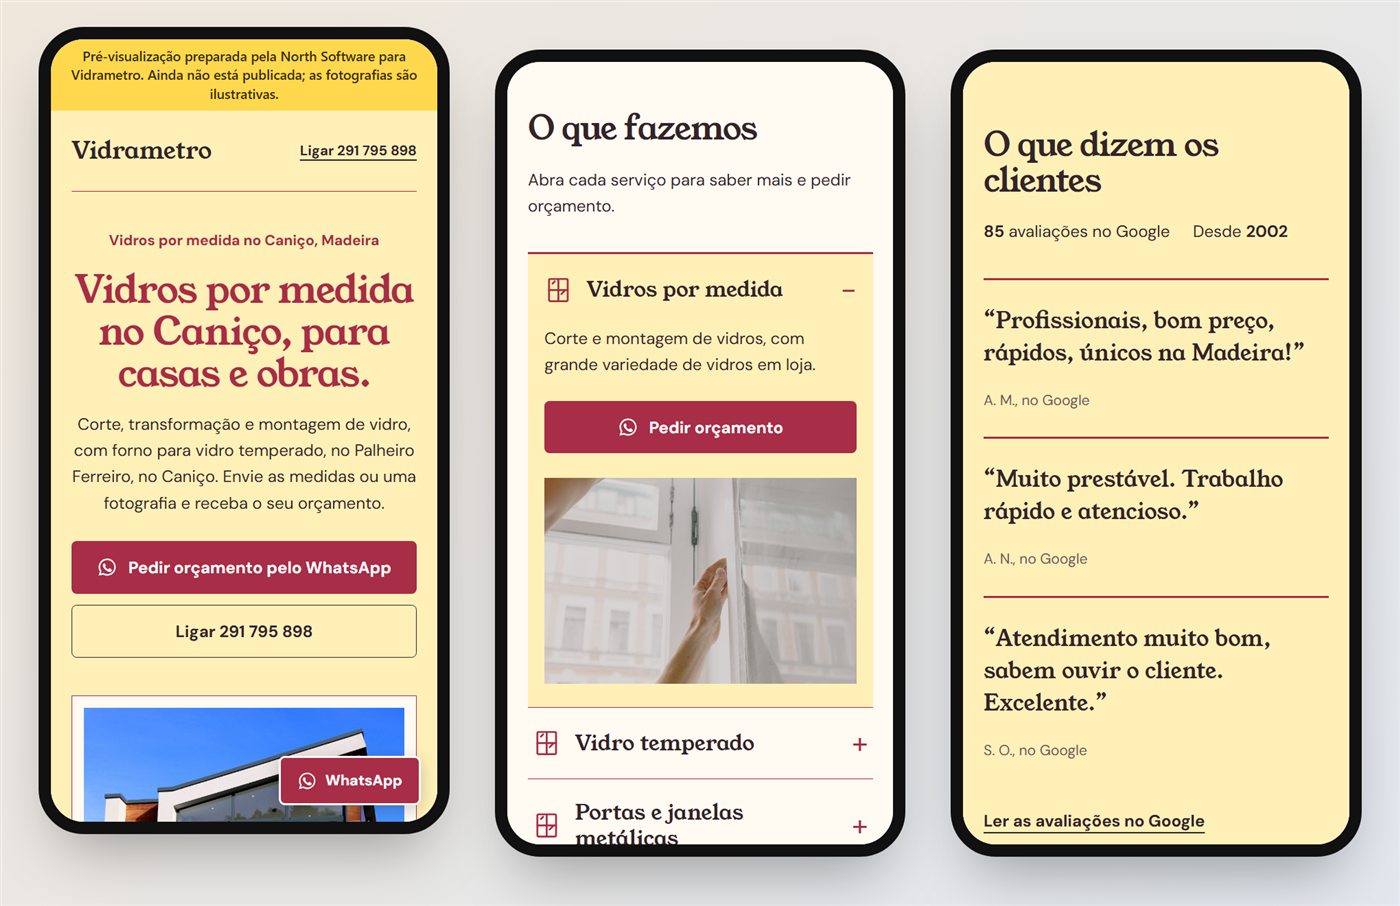 Pré-visualização preparada pela North Software para
Vidrametro. Ainda não está publicada; as fotografias são
ilustrativas.
Vidrametro
Ligar 291 795 898
Vidros por medida no Caniço, Madeira
Vidros por medida
no Caniço, para
casas e obras.
Corte, transformação e montagem de vidro,
com forno para vidro temperado, no Palheiro
Ferreiro, no Caniço. Envie as medidas ou uma
fotografia e receba o seu orçamento.
Pedir orçamento pelo WhatsApp
Ligar 291 795 898
WhatsApp
O que fazemos
Abra cada serviço para saber mais e pedir
orçamento.
Vidros por medida
Corte e montagem de vidros, com
grande variedade de vidros em loja.
Pedir orçamento
Vidro temperado
Portas e janelas
metálicas
O que dizem os
clientes
85 avaliações no Google Desde 2002
“Profissionais, bom preço,
rápidos, únicos na Madeira!”
A. M., no Google
“Muito prestável. Trabalho
rápido e atencioso.”
A. N., no Google
“Atendimento muito bom,
sabem ouvir o cliente.
Excelente.”
S. O., no Google
Ler as avaliações no Google